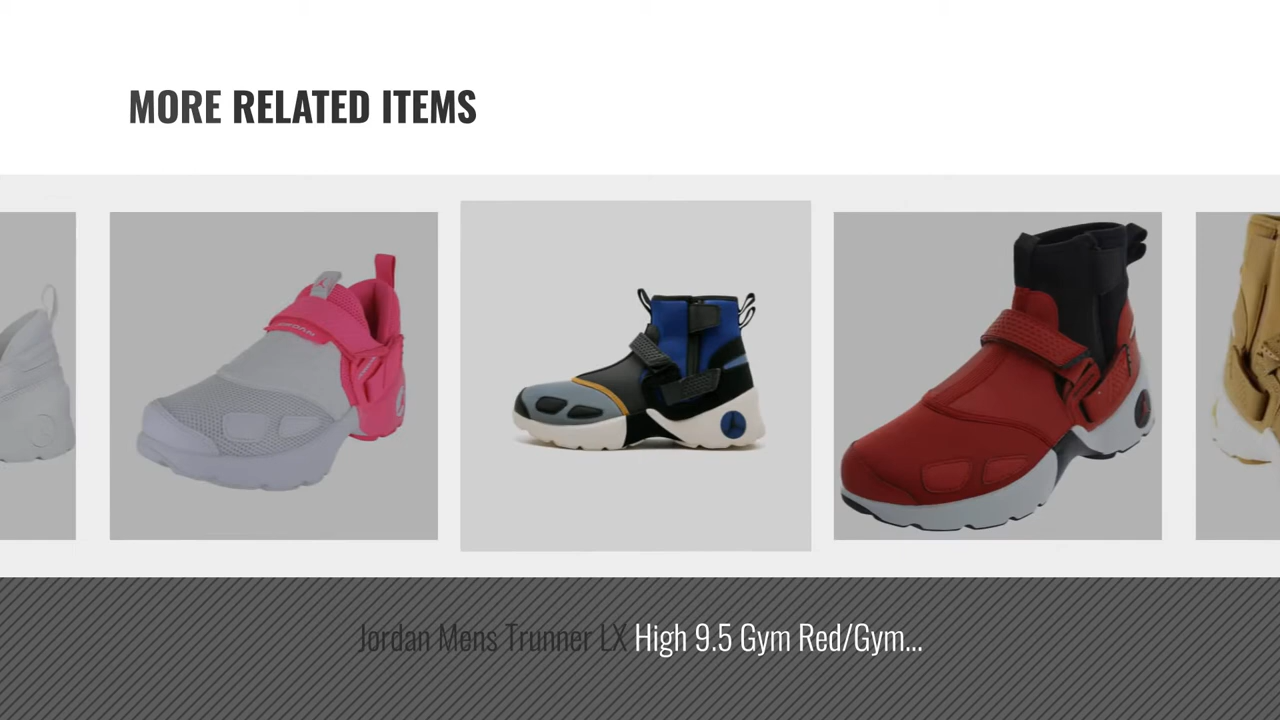 MORE RELATED ITEMS
Jordan Mens Trunner LX High 9.5 Gym Red/Gym...